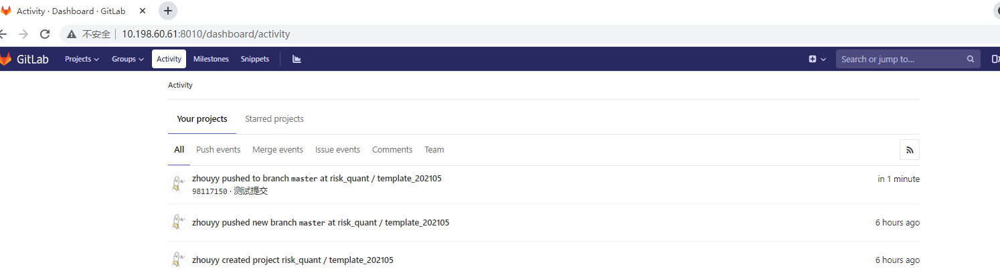 Activity · Dashboard · GitLab
不安全 10.198.60.61:8010/dashboard/activity
GitLab Projects Groups Activity Milestones Snippets Search or jump to...
Activity
Your projects Starred projects
All Push events Merge events Issue events Comments Team
zhouyy pushed to branch master at risk_quant / template_202105 in 1 minute
98117150 · 测试提交
zhouyy pushed new branch master at risk_quant / template_202105 6 hours ago
zhouyy created project risk_quant / template_202105 6 hours ago